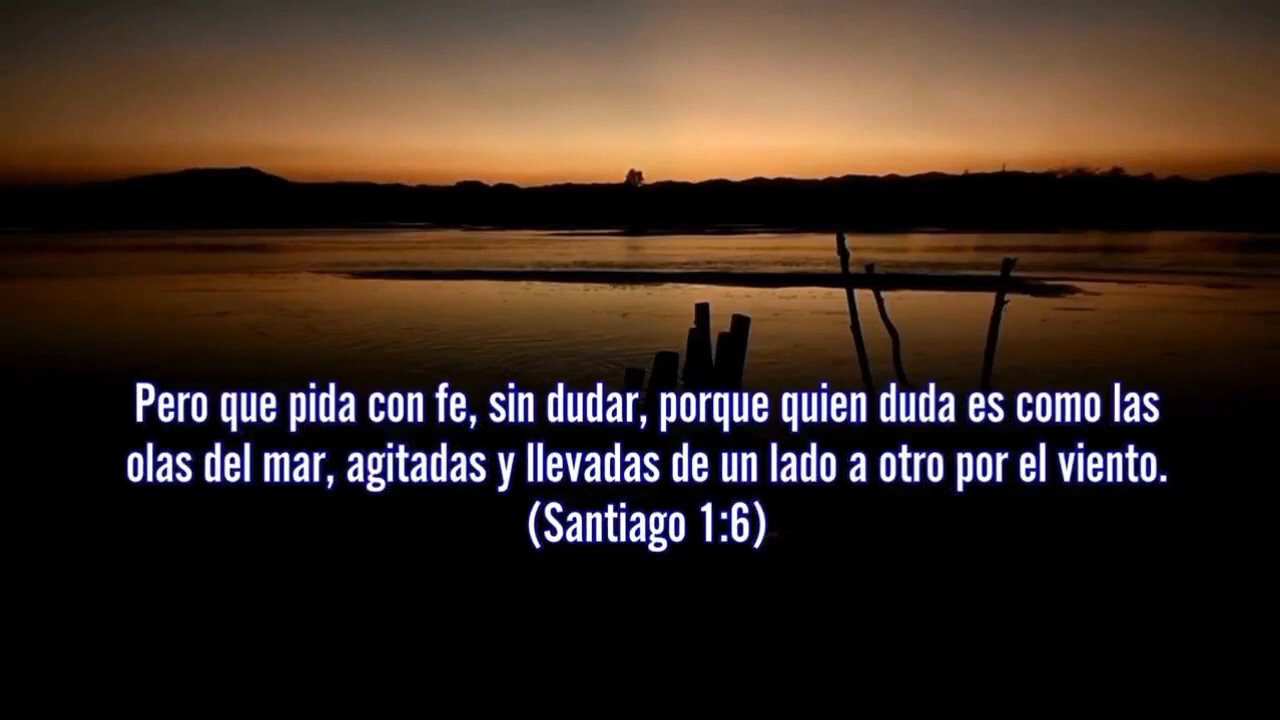 Pero que pida con fe, sin dudar, porque quien duda es como las
olas del mar, agitadas y llevadas de un lado a otro por el viento.
(Santiago 1:6)